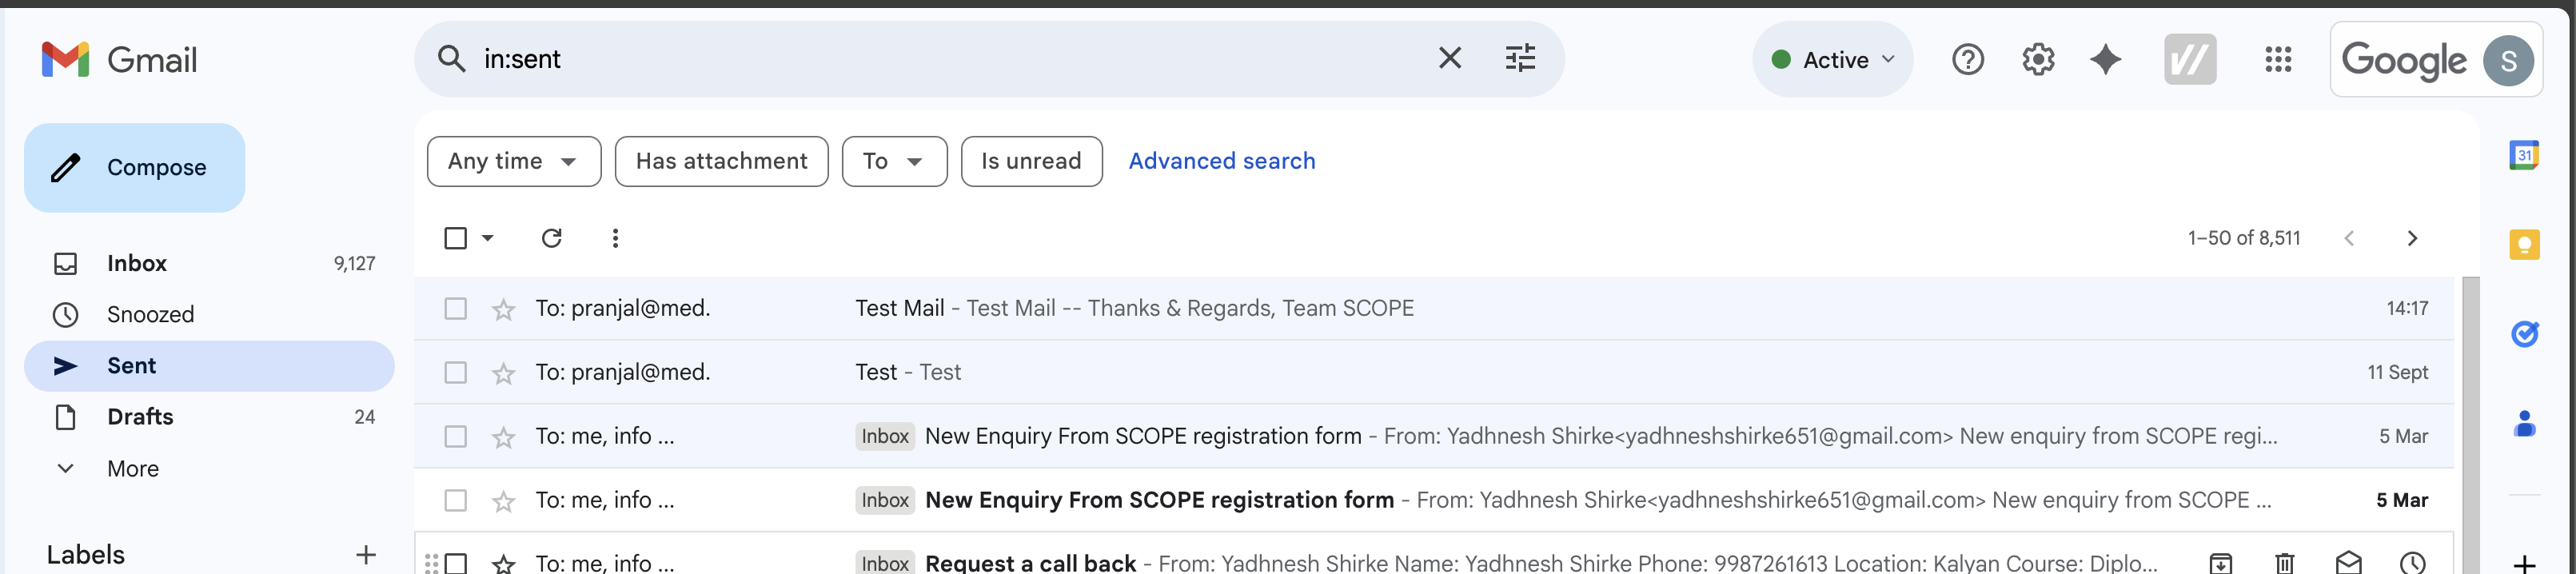 Gmail
in:sent
Active
Google
S
Compose
Any time
Has attachment
To
Is unread
Advanced search
31
1–50 of 8,511
Inbox 9,127
Snoozed
Sent
Drafts 24
More
Labels
To: pranjal@med. Test Mail - Test Mail -- Thanks & Regards, Team SCOPE 14:17
To: pranjal@med. Test - Test 11 Sept
To: me, info ... Inbox New Enquiry From SCOPE registration form - From: Yadhnesh Shirke<yadhneshshirke651@gmail.com> New enquiry from SCOPE regi... 5 Mar
To: me, info ... Inbox New Enquiry From SCOPE registration form - From: Yadhnesh Shirke<yadhneshshirke651@gmail.com> New enquiry from SCOPE ... 5 Mar
To: me, info ... Inbox Request a call back - From: Yadhnesh Shirke Name: Yadhnesh Shirke Phone: 9987261613 Location: Kalyan Course: Diplo...